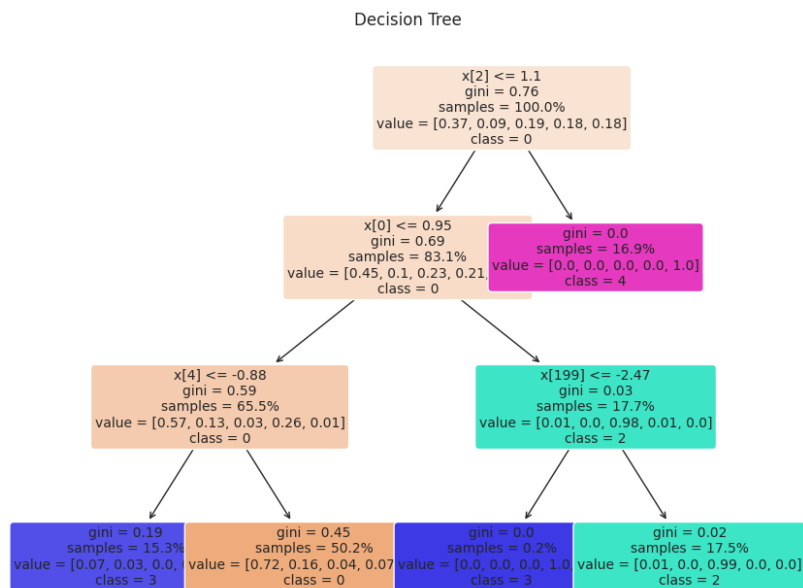 Decision Tree
x[2] <= 1.1
gini = 0.76
samples = 100.0%
value = [0.37, 0.09, 0.19, 0.18, 0.18]
class = 0
x[0] <= 0.95
gini = 0.69
samples = 83.1%
value = [0.45, 0.1, 0.23, 0.21,
class = 0
gini = 0.0
samples = 16.9%
value = [0.0, 0.0, 0.0, 0.0, 1.0]
class = 4
x[4] <= -0.88
gini = 0.59
samples = 65.5%
value = [0.57, 0.13, 0.03, 0.26, 0.01]
class = 0
x[199] <= -2.47
gini = 0.03
samples = 17.7%
value = [0.01, 0.0, 0.98, 0.01, 0.0]
class = 2
gini = 0.19
samples = 15.3%
value = [0.07, 0.03, 0.0,
class = 3
gini = 0.45
samples = 50.2%
value = [0.72, 0.16, 0.04, 0.07
class = 0
gini = 0.0
samples = 0.2%
value = [0.0, 0.0, 0.0, 1.0,
class = 3
gini = 0.02
samples = 17.5%
value = [0.01, 0.0, 0.99, 0.0, 0.0]
class = 2